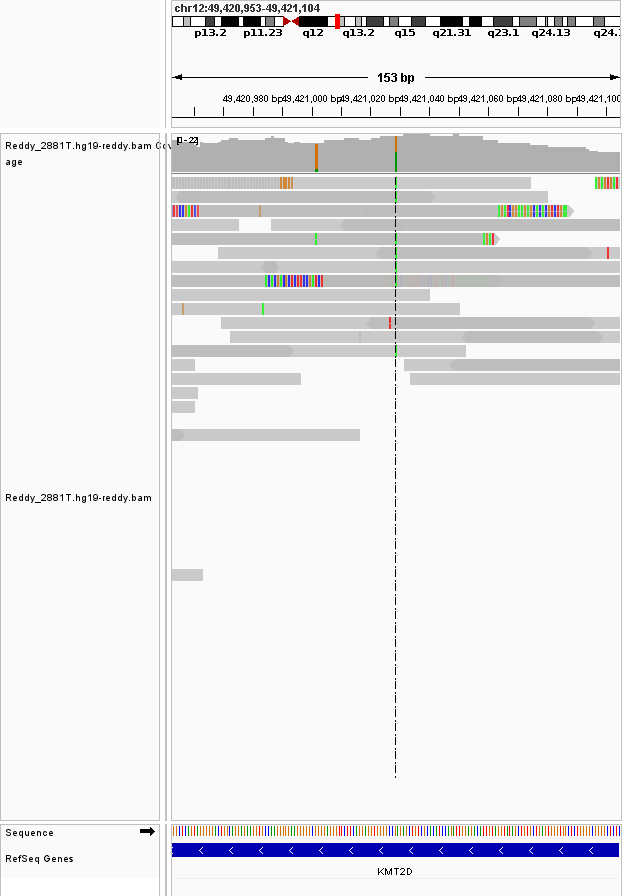 chr12:49,420,953-49,421,104
p13.2 p11.23 q12 q13.2 q15 q21.31 q23.1 q24.13 q24.
153 bp
49,420,980 bp 49,421,000 bp 49,421,020 bp 49,421,040 bp 49,421,060 bp 49,421,080 bp 49,421,100
Reddy_2881T.hg19-reddy.bam Cov
age
[0-22]
Reddy_2881T.hg19-reddy.bam
Sequence
RefSeq Genes
KMT2D